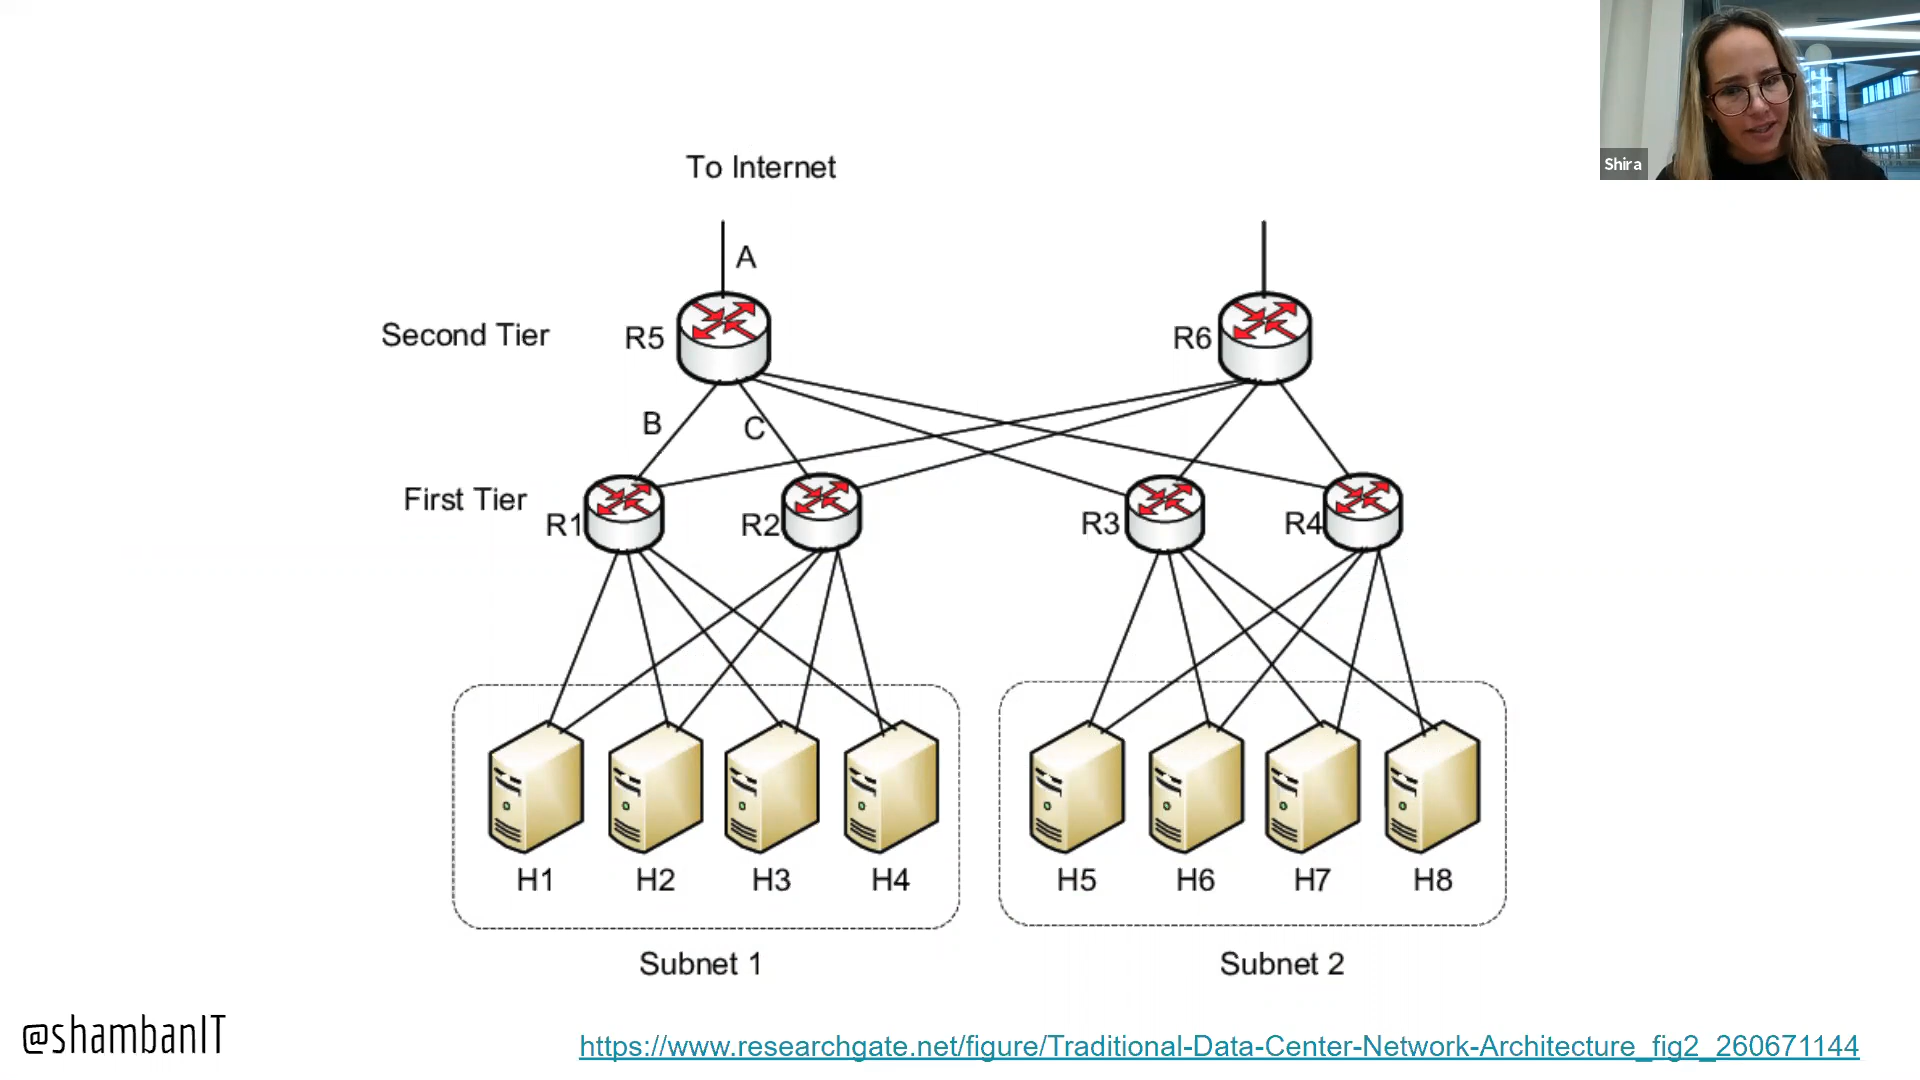 Shira
To Internet
A
Second Tier
R5
R6
B
C
First Tier
R1
R2
R3
R4
H1
H2
H3
H4
H5
H6
H7
H8
Subnet 1
Subnet 2
@shambanIT
https://www.researchgate.net/figure/Traditional-Data-Center-Network-Architecture_fig2_260671144